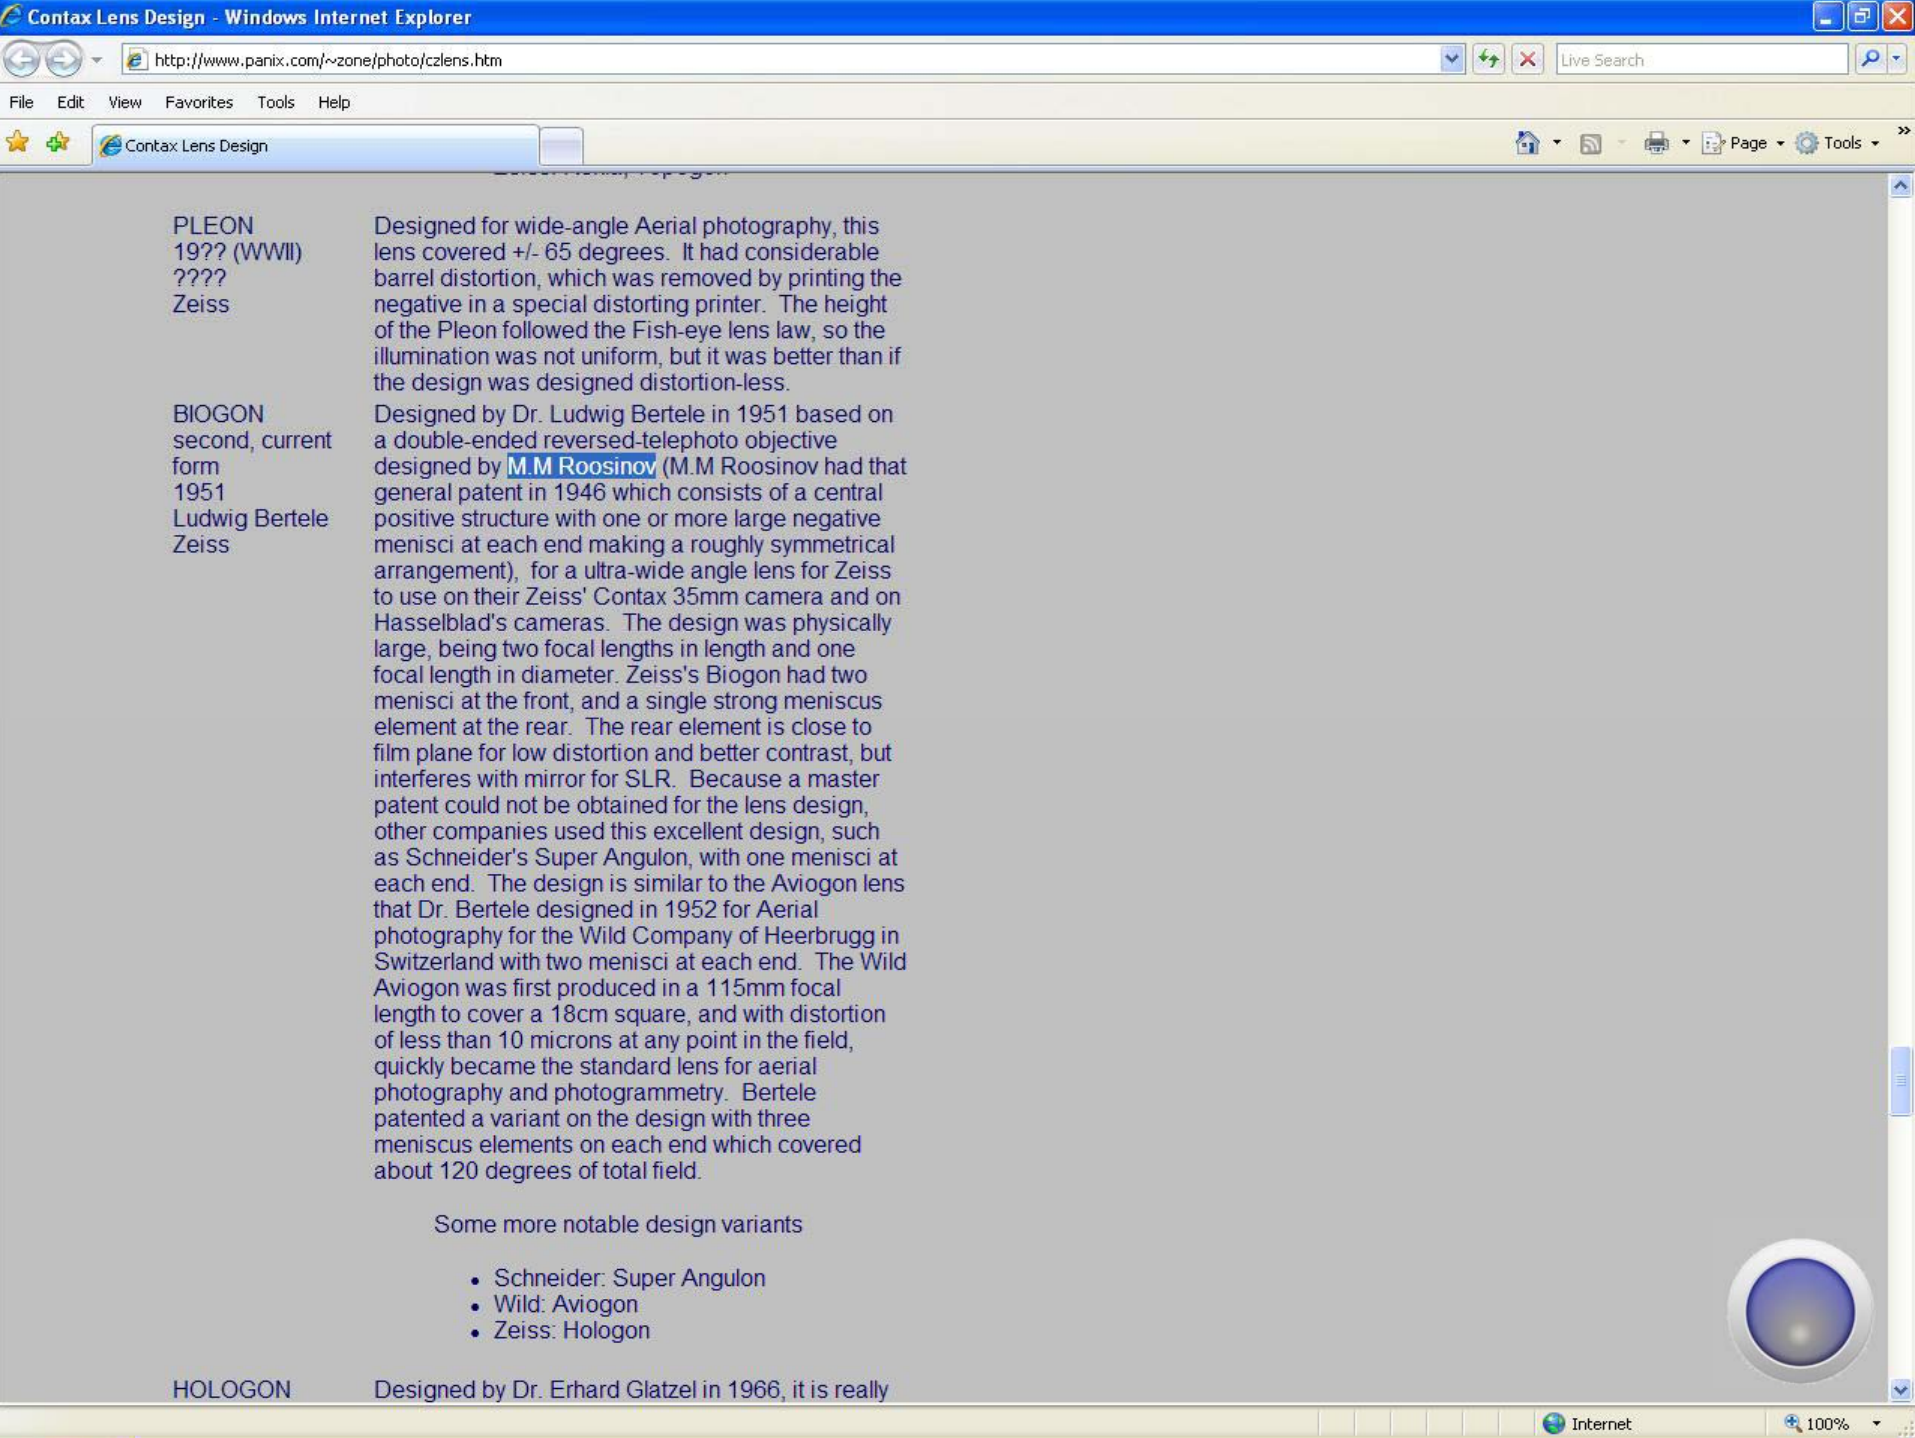 Contax Lens Design - Windows Internet Explorer
http://www.panix.com/~zone/photo/czlens.htm
Live Search
File Edit View Favorites Tools Help
Contax Lens Design
Page Tools
PLEON
19?? (WWII)
????
Zeiss
Designed for wide-angle Aerial photography, this
lens covered +/- 65 degrees. It had considerable
barrel distortion, which was removed by printing the
negative in a special distorting printer. The height
of the Pleon followed the Fish-eye lens law, so the
illumination was not uniform, but it was better than if
the design was designed distortion-less.
BIOGON
second, current
form
1951
Ludwig Bertele
Zeiss
Designed by Dr. Ludwig Bertele in 1951 based on
a double-ended reversed-telephoto objective
designed by M.M Roosinov (M.M Roosinov had that
general patent in 1946 which consists of a central
positive structure with one or more large negative
menisci at each end making a roughly symmetrical
arrangement), for a ultra-wide angle lens for Zeiss
to use on their Zeiss' Contax 35mm camera and on
Hasselblad's cameras. The design was physically
large, being two focal lengths in length and one
focal length in diameter. Zeiss's Biogon had two
menisci at the front, and a single strong meniscus
element at the rear. The rear element is close to
film plane for low distortion and better contrast, but
interferes with mirror for SLR. Because a master
patent could not be obtained for the lens design,
other companies used this excellent design, such
as Schneider's Super Angulon, with one menisci at
each end. The design is similar to the Aviogon lens
that Dr. Bertele designed in 1952 for Aerial
photography for the Wild Company of Heerbrugg in
Switzerland with two menisci at each end. The Wild
Aviogon was first produced in a 115mm focal
length to cover a 18cm square, and with distortion
of less than 10 microns at any point in the field,
quickly became the standard lens for aerial
photography and photogrammetry. Bertele
patented a variant on the design with three
meniscus elements on each end which covered
about 120 degrees of total field.
Some more notable design variants
• Schneider: Super Angulon
• Wild: Aviogon
• Zeiss: Hologon
HOLOGON
Designed by Dr. Erhard Glatzel in 1966, it is really
Internet
100%